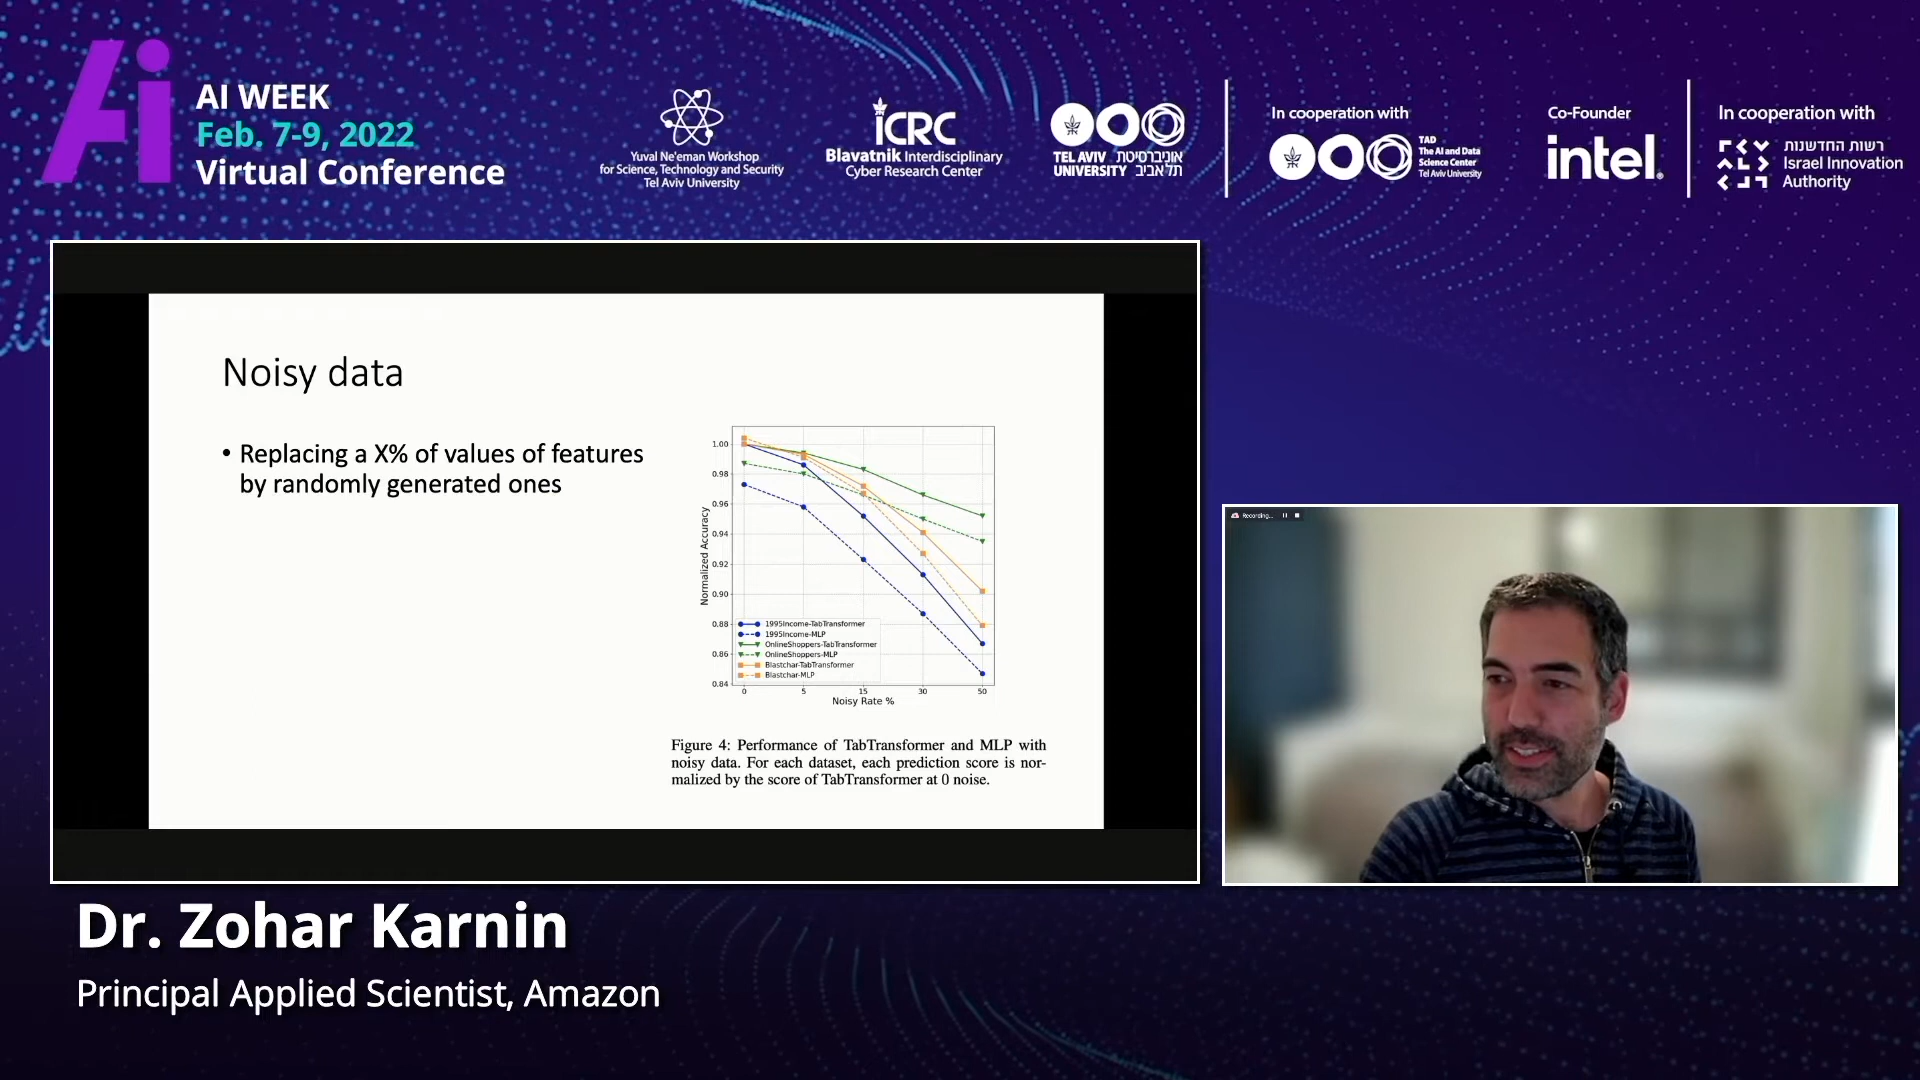 Ai
AI WEEK
Feb. 7-9, 2022
Virtual Conference
Yuval Ne'eman Workshop
for Science, Technology and Security
Tel Aviv University
iCRC
Blavatnik Interdisciplinary
Cyber Research Center
TEL AVIV אוניברסיטת
UNIVERSITY תל אביב
In cooperation with
TAD
The AI and Data
Science Center
Tel Aviv University
Co-Founder
intel.
In cooperation with
רשות החדשנות
Israel Innovation
Authority
Noisy data
• Replacing a X% of values of features
by randomly generated ones
1.00
0.98
0.96
0.94
0.92
0.90
0.88
0.86
0.84
Normalized Accuracy
1995Income-TabTransformer
1995Income-MLP
OnlineShoppers-TabTransformer
OnlineShoppers-MLP
Blastchar-TabTransformer
Blastchar-MLP
0 5 15 30 50
Noisy Rate %
Figure 4: Performance of TabTransformer and MLP with
noisy data. For each dataset, each prediction score is nor-
malized by the score of TabTransformer at 0 noise.
Recording...
Dr. Zohar Karnin
Principal Applied Scientist, Amazon